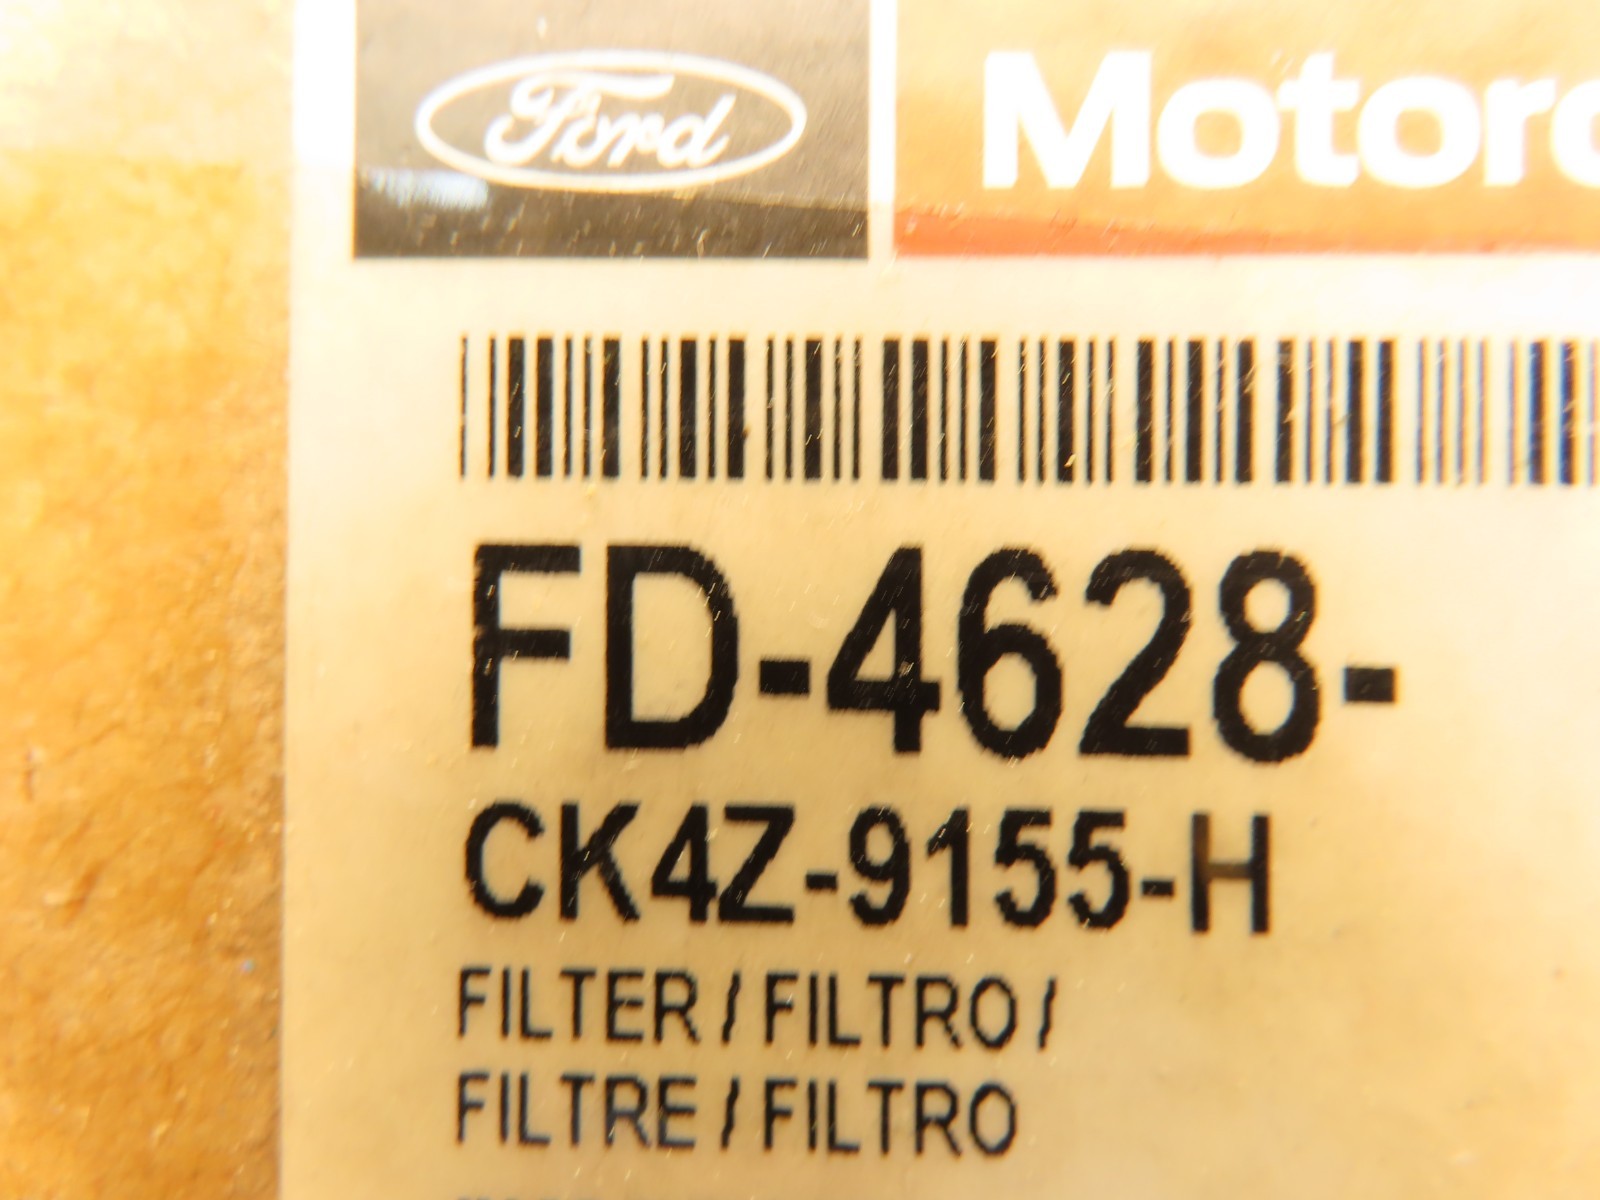 Ford Motorc
FD-4628-
CK4Z-9155-H
FILTER / FILTRO /
FILTRE / FILTRO